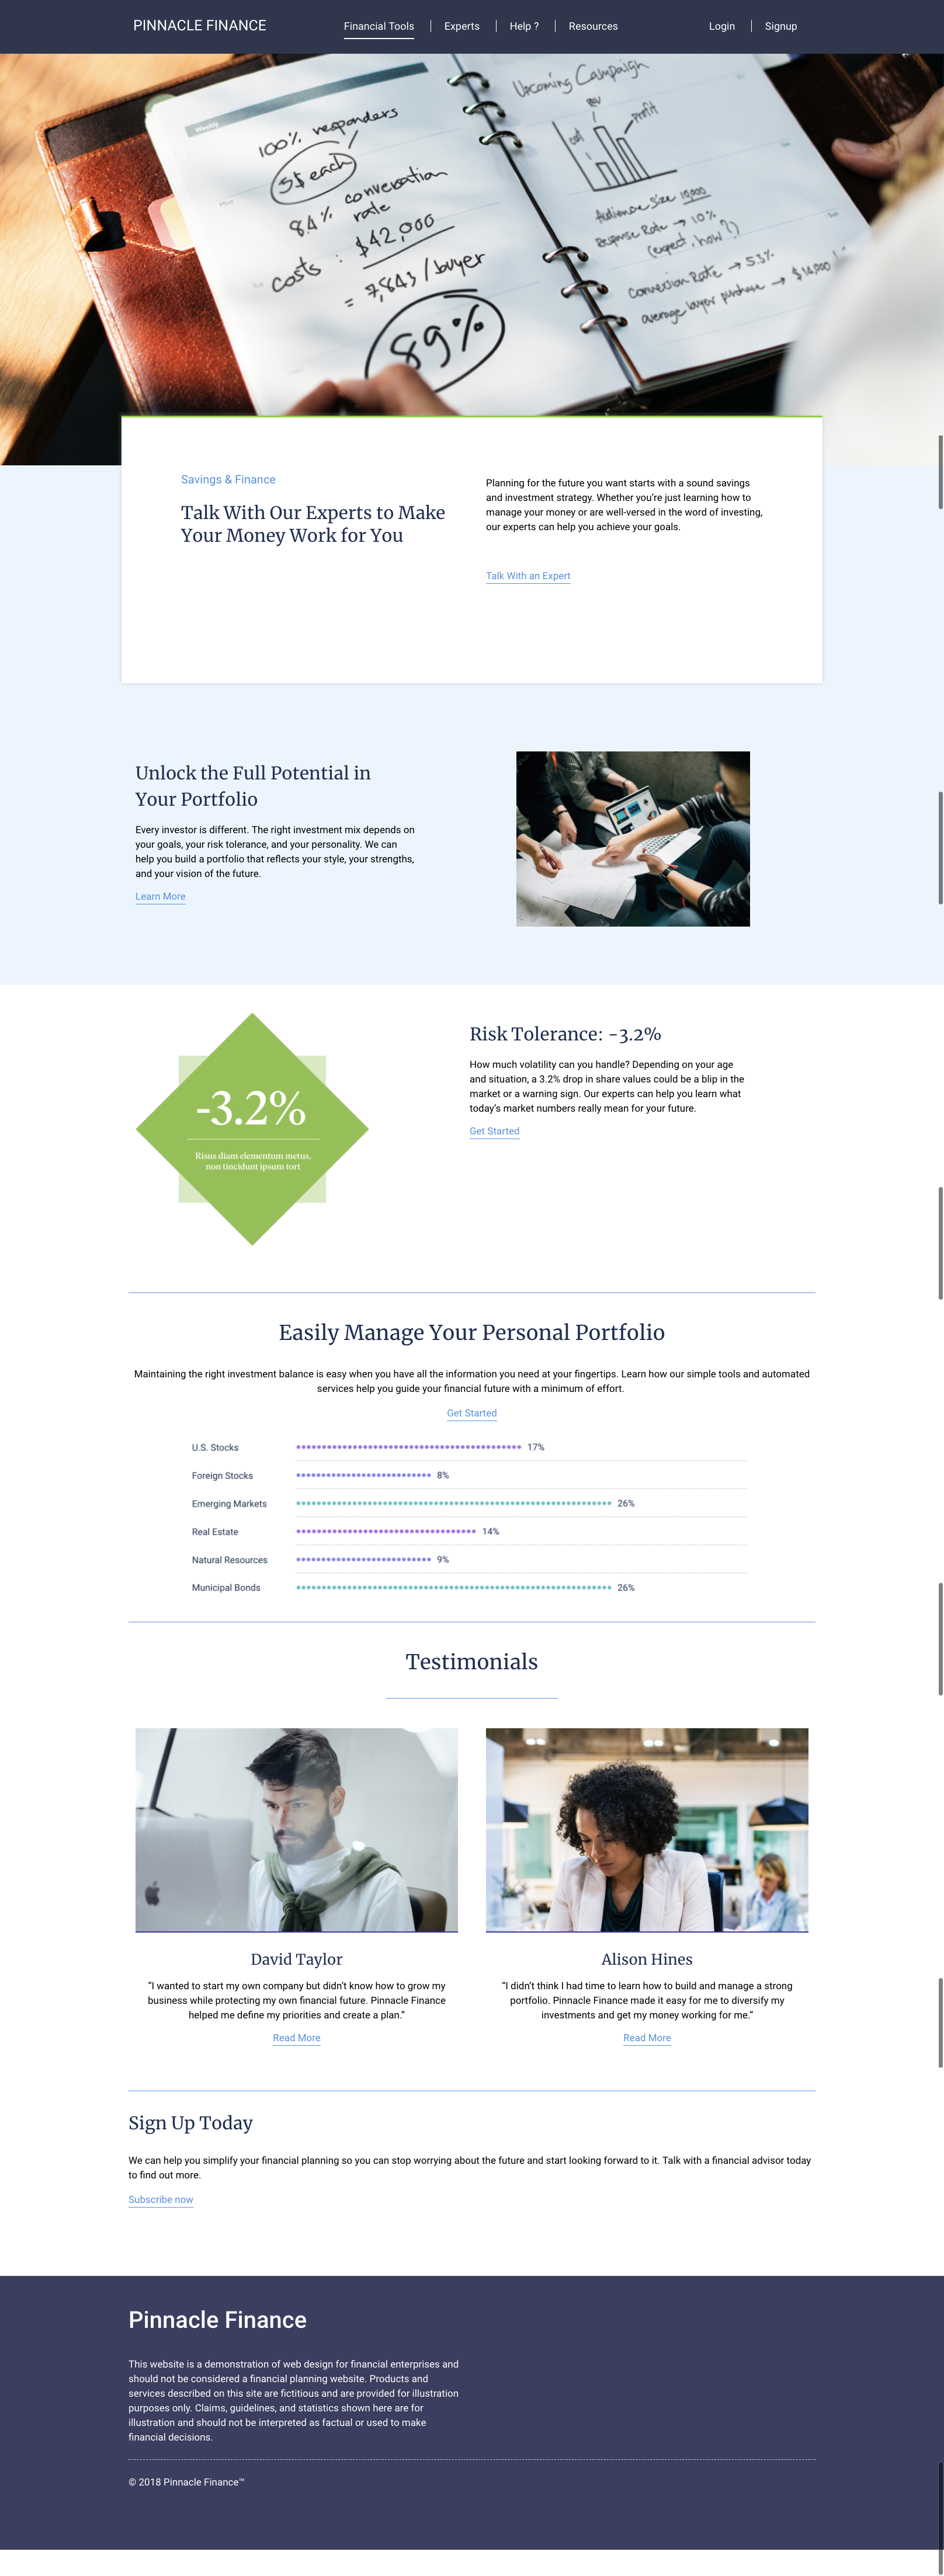 PINNACLE FINANCE
Financial Tools
Experts
Help ?
Resources
Login
Signup
Weekly
100% responders
5$ each
84% conversation
rate
costs : $42,000
= 7,843 / buyer
89%
Upcoming Campaign
cost
rev
profit
Audience Size 10,000
Response Rate → 10%
(expect, how?)
Conversion Rate → 5.3%
average buyer purchase → $14,000!
Savings & Finance
Talk With Our Experts to Make
Your Money Work for You
Planning for the future you want starts with a sound savings
and investment strategy. Whether you’re just learning how to
manage your money or are well-versed in the word of investing,
our experts can help you achieve your goals.
Talk With an Expert
Unlock the Full Potential in
Your Portfolio
Every investor is different. The right investment mix depends on
your goals, your risk tolerance, and your personality. We can
help you build a portfolio that reflects your style, your strengths,
and your vision of the future.
Learn More
-3.2%
Risus diam elementum metus,
non tincidunt ipsum tort
Risk Tolerance: -3.2%
How much volatility can you handle? Depending on your age
and situation, a 3.2% drop in share values could be a blip in the
market or a warning sign. Our experts can help you learn what
today’s market numbers really mean for your future.
Get Started
Easily Manage Your Personal Portfolio
Maintaining the right investment balance is easy when you have all the information you need at your fingertips. Learn how our simple tools and automated
services help you guide your financial future with a minimum of effort.
Get Started
U.S. Stocks 17%
Foreign Stocks 8%
Emerging Markets 26%
Real Estate 14%
Natural Resources 9%
Municipal Bonds 26%
Testimonials
David Taylor
“I wanted to start my own company but didn’t know how to grow my
business while protecting my own financial future. Pinnacle Finance
helped me define my priorities and create a plan.”
Read More
Alison Hines
“I didn’t think I had time to learn how to build and manage a strong
portfolio. Pinnacle Finance made it easy for me to diversify my
investments and get my money working for me.“
Read More
Sign Up Today
We can help you simplify your financial planning so you can stop worrying about the future and start looking forward to it. Talk with a financial advisor today
to find out more.
Subscribe now
Pinnacle Finance
This website is a demonstration of web design for financial enterprises and
should not be considered a financial planning website. Products and
services described on this site are fictitious and are provided for illustration
purposes only. Claims, guidelines, and statistics shown here are for
illustration and should not be interpreted as factual or used to make
financial decisions.
© 2018 Pinnacle Finance™